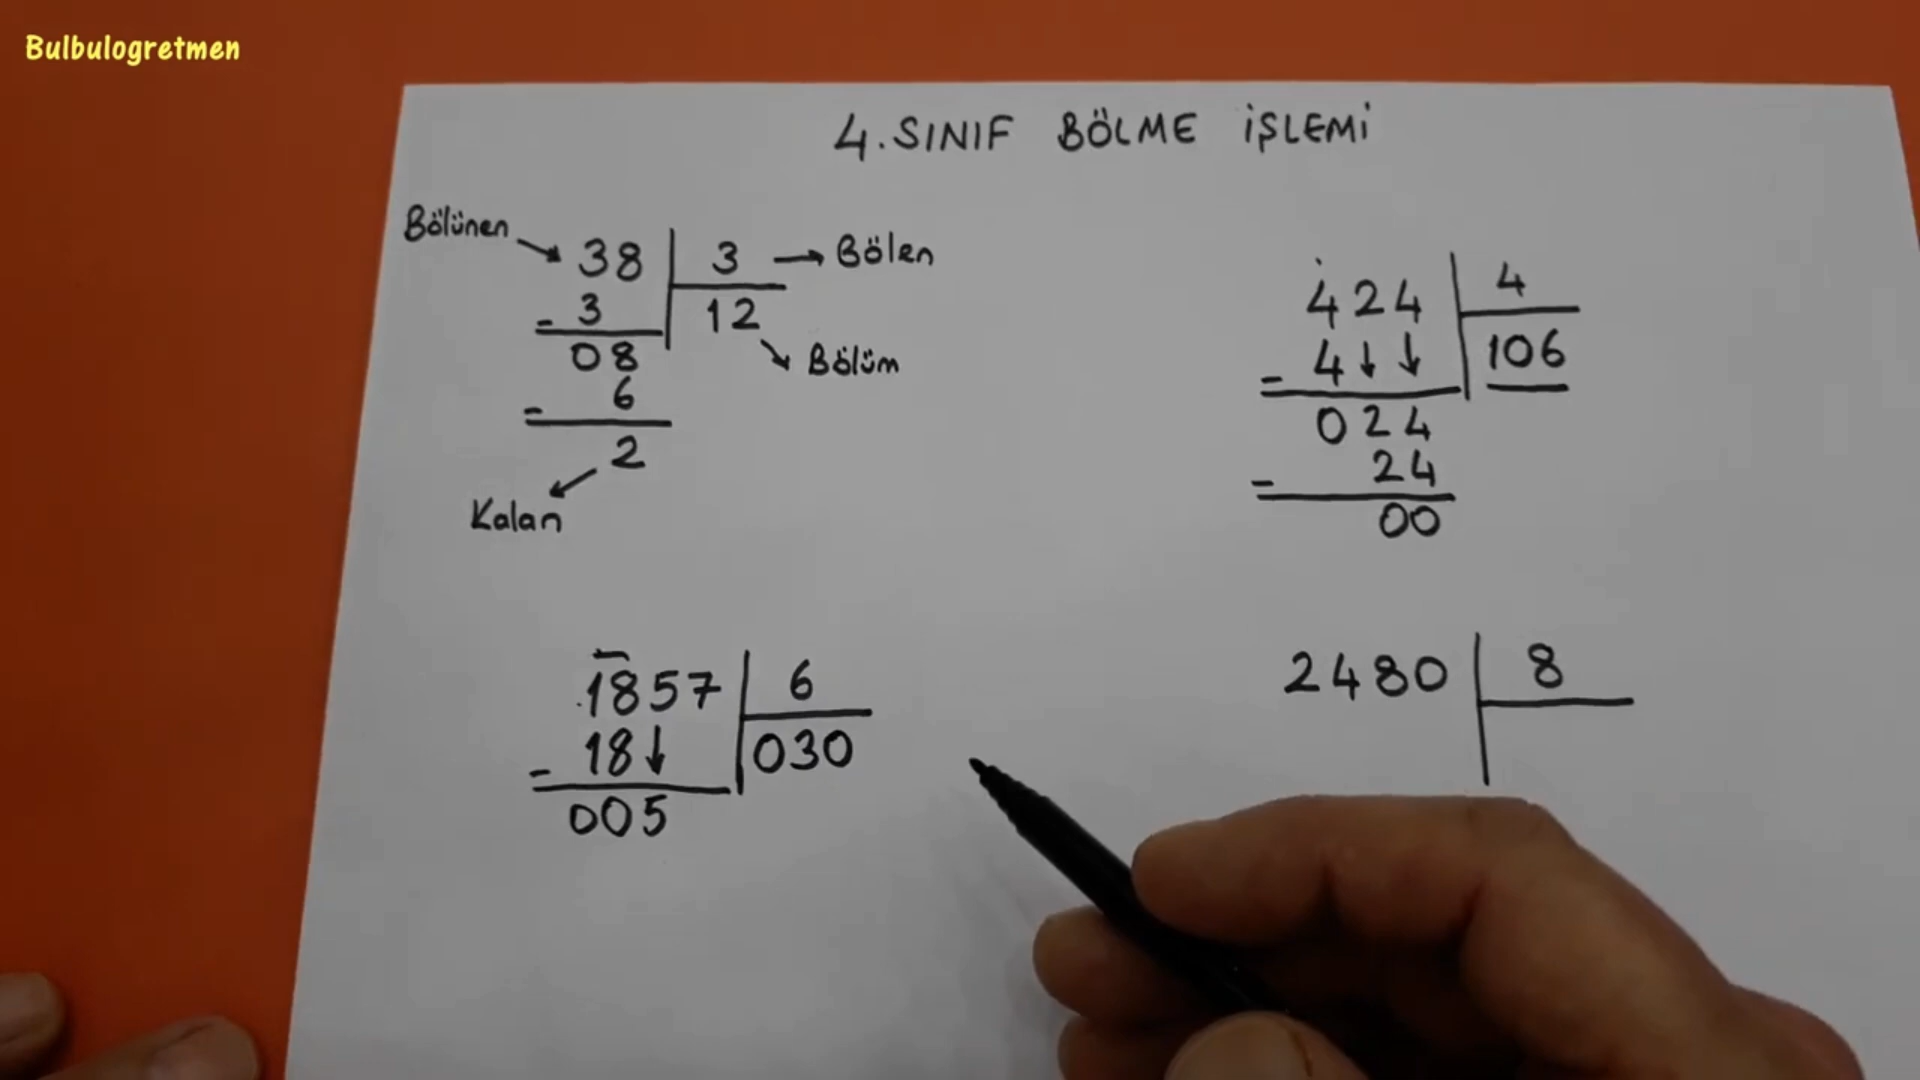 Bulbulogretmen
4. SINIF BÖLME İŞLEMİ
Bölünen
38 3 Bölen
- 3 12
08 Bölüm
- 6
2
Kalan
424 4
- 4 106
024
- 24
00
1857 6
- 18 030
005
2480 8